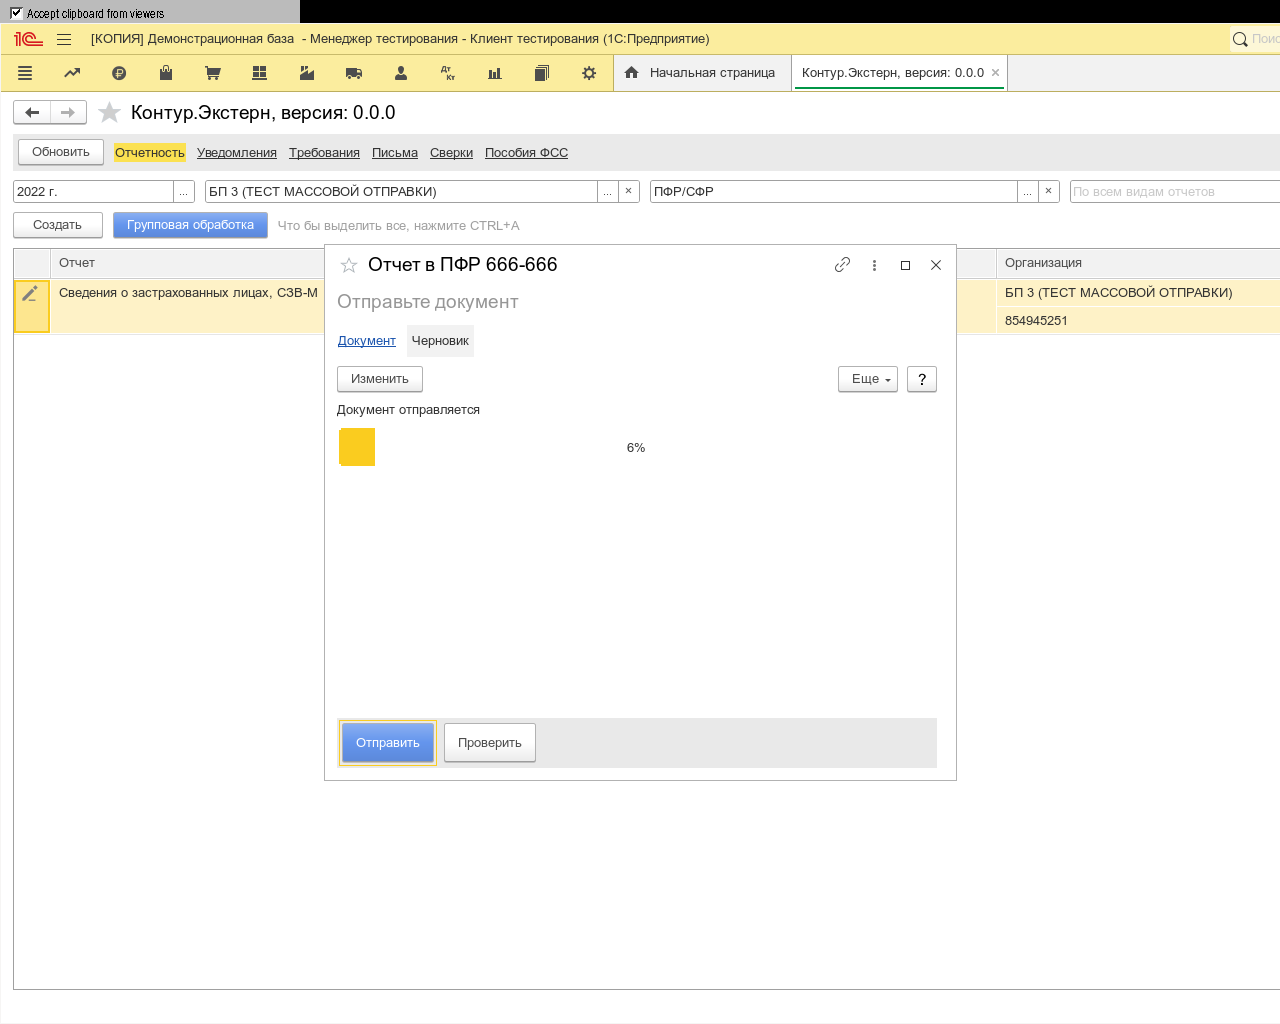 Accept clipboard from viewers
[КОПИЯ] Демонстрационная база - Менеджер тестирования - Клиент тестирования (1С:Предприятие)
Поис
Дт Кт
Начальная страница
Контур.Экстерн, версия: 0.0.0 ×
Контур.Экстерн, версия: 0.0.0
Обновить Отчетность Уведомления Требования Письма Сверки Пособия ФСС
2022 г. ... БП 3 (ТЕСТ МАССОВОЙ ОТПРАВКИ) ... × ПФР/СФР ... × По всем видам отчетов
Создать Групповая обработка Что бы выделить все, нажмите CTRL+A
Отчет Организация
Сведения о застрахованных лицах, СЗВ-М БП 3 (ТЕСТ МАССОВОЙ ОТПРАВКИ)
854945251
Отчет в ПФР 666-666
Отправьте документ
Документ Черновик
Изменить Еще ?
Документ отправляется
6%
Отправить Проверить